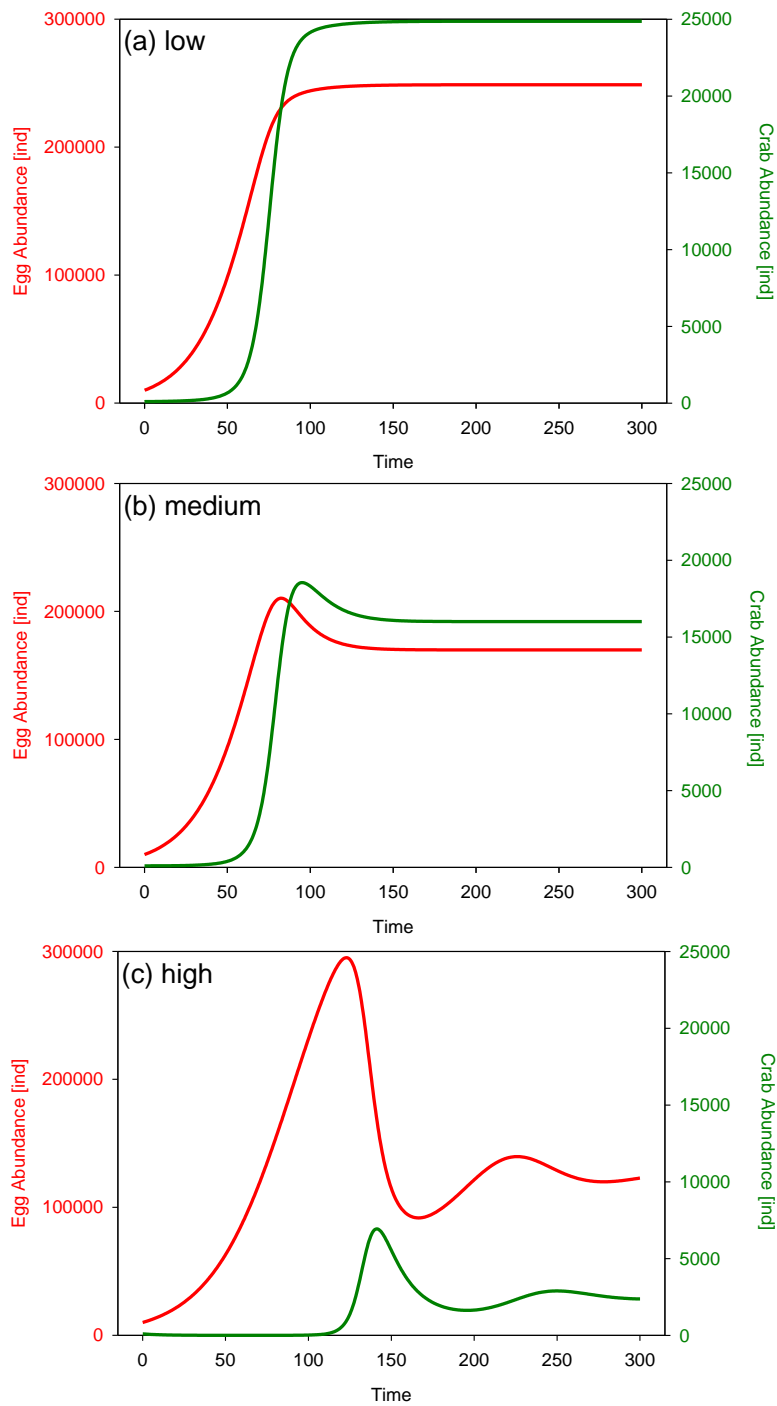 (a) low
300000
200000
100000
0
Egg Abundance [ind]
25000
20000
15000
10000
5000
0
Crab Abundance [ind]
0 50 100 150 200 250 300
Time
(b) medium
300000
200000
100000
0
Egg Abundance [ind]
25000
20000
15000
10000
5000
0
Crab Abundance [ind]
0 50 100 150 200 250 300
Time
(c) high
300000
200000
100000
0
Egg Abundance [ind]
25000
20000
15000
10000
5000
0
Crab Abundance [ind]
0 50 100 150 200 250 300
Time